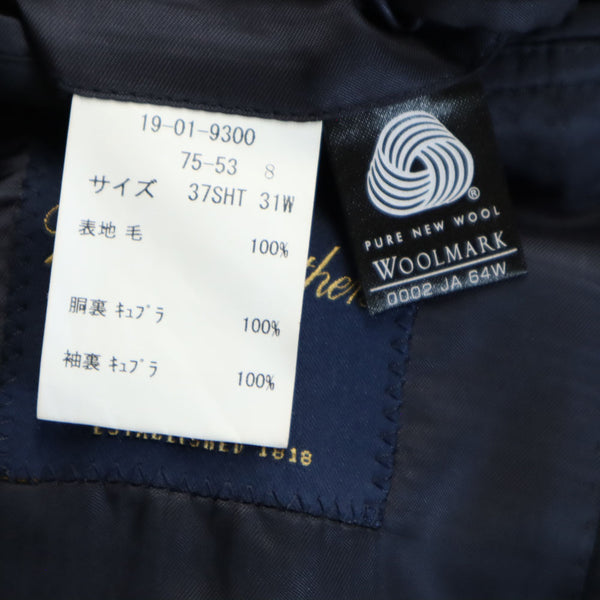 19-01-9300
75-53 8
サイズ 37SHT 31W
表地 毛 100%
胴裏 ｷｭﾌﾟﾗ 100%
袖裏 ｷｭﾌﾟﾗ 100%
®
PURE NEW WOOL
WOOLMARK
0002 JA 64W
ESTABLISHED 1818